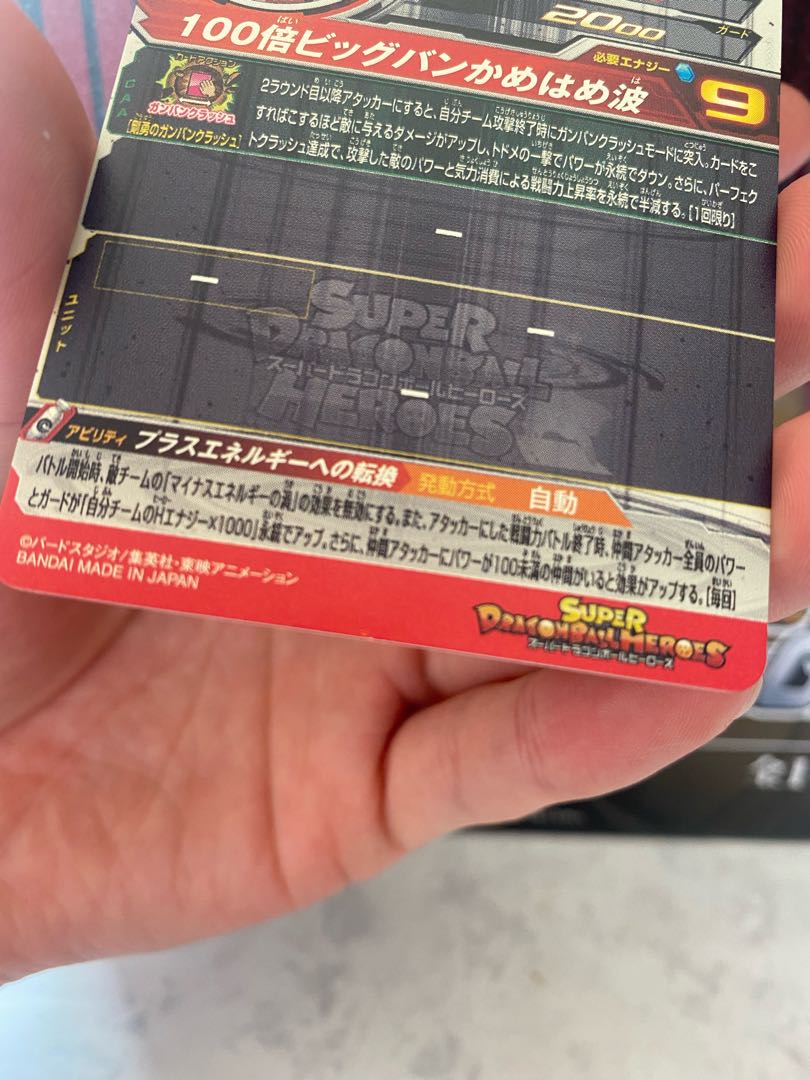 2000
ガード
100倍ビッグバンかめはめ波
必要エナジー
9
カードアクション
CAA
ガンバンクラッシュ
[剣勇のガンバンクラッシュ]
2ラウンド目以降アタッカーにすると、自分チーム攻撃終了時にガンバンクラッシュモードに突入。カードをこ
すればこするほど敵に与えるダメージがアップし、トドメの一撃でパワーが永続でダウン。さらに、パーフェク
トクラッシュ達成で、攻撃した敵のパワーと気力消費による戦闘力上昇率を永続で半減する。[1回限り]
ユニット
SUPER
DRAGONBALL
スーパードラゴンボールヒーローズ
HEROES
アビリティ
プラスエネルギーへの転換
発動方式
自動
バトル開始時、敵チームの「マイナスエネルギーの渦」の効果を無効にする。また、アタッカーにした戦闘力バトル終了時、仲間アタッカー全員のパワー
とガードが「自分チームのHエナジーx1000」永続でアップ。さらに、仲間アタッカーにパワーが100未満の仲間がいると効果がアップする。[毎回]
©バードスタジオ/集英社・東映アニメーション
BANDAI MADE IN JAPAN
SUPER
DRAGONBALL HEROES
スーパードラゴンボールヒーローズ